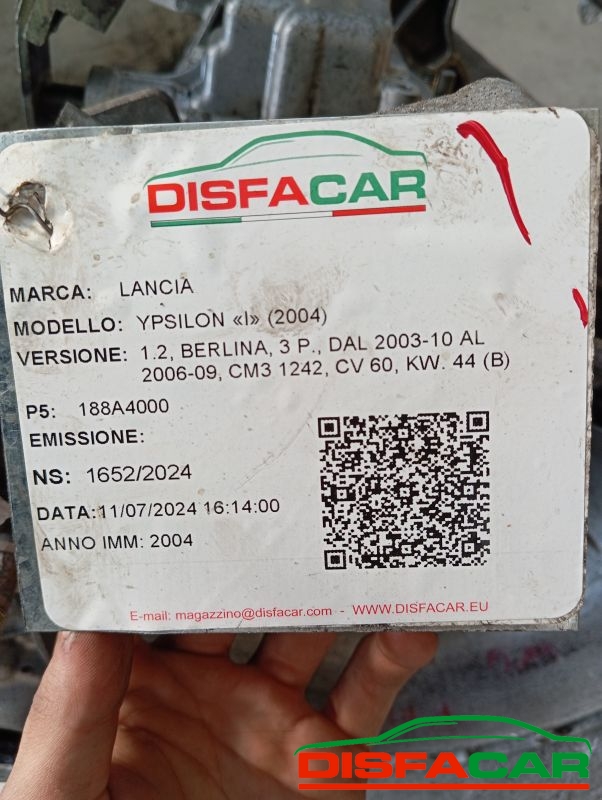 DISFACAR
MARCA: LANCIA
MODELLO: YPSILON «I» (2004)
VERSIONE: 1.2, BERLINA, 3 P., DAL 2003-10 AL
2006-09, CM3 1242, CV 60, KW. 44 (B)
P5: 188A4000
EMISSIONE:
NS: 1652/2024
DATA:11/07/2024 16:14:00
ANNO IMM: 2004
E-mail: magazzino@disfacar.com - WWW.DISFACAR.EU
DISFACAR